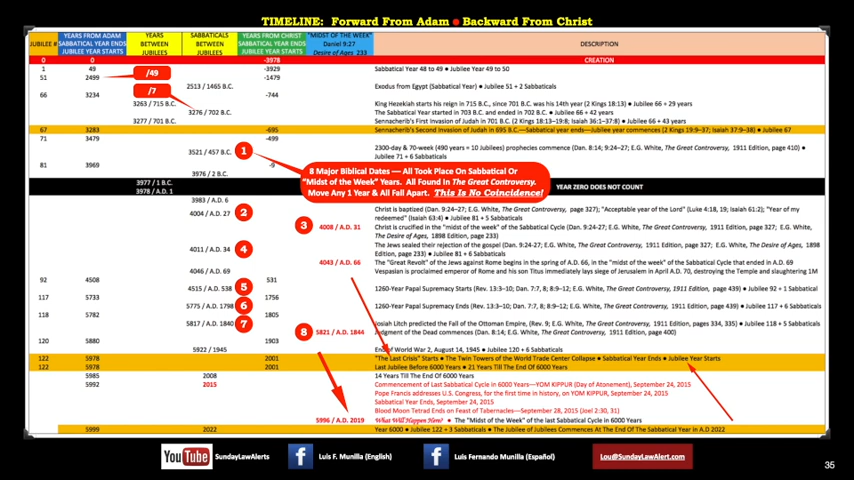 TIMELINE: Forward From Adam ● Backward From Christ
JUBILEE #
YEARS FROM ADAM
SABBATICAL YEAR ENDS
JUBILEE YEAR STARTS
YEARS
BETWEEN
JUBILEES
SABBATICALS
BETWEEN
JUBILEES
YEARS FROM CHRIST
SABBATICAL YEAR ENDS
JUBILEE YEAR STARTS
"MIDST OF THE WEEK"
Daniel 9:27
Desire of Ages 233
DESCRIPTION
0 0 -3978 CREATION
1 49 -3929 Sabbatical Year 48 to 49 ● Jubilee Year 49 to 50
51 2499 /49 -1479
2513 / 1465 B.C. Exodus from Egypt (Sabbatical Year) ● Jubilee 51 + 2 Sabbaticals
66 3234 /7 -744
3263 / 715 B.C. King Hezekiah starts his reign in 715 B.C., since 701 B.C. was his 14th year (2 Kings 18:13) ● Jubilee 66 + 29 years
3276 / 702 B.C. The Sabbatical Year started in 703 B.C. and ended in 702 B.C. ● Jubilee 66 + 42 years
3277 / 701 B.C. Sennacherib's First Invasion of Judah in 701 B.C. (2 Kings 18:13–19:8; Isaiah 36:1–37:8) ● Jubilee 66 + 43 years
67 3283 -695 Sennacherib's Second Invasion of Judah in 695 B.C.—Sabbatical year ends—Jubilee year commences (2 Kings 19:9–37; Isaiah 37:9–38) ● Jubilee 67
71 3479 -499
3521 / 457 B.C. 1 2300-day & 70-week (490 years = 10 Jubilees) prophecies commence (Dan. 8:14; 9:24–27; E.G. White, The Great Controversy, 1911 Edition, page 410) ●
Jubilee 71 + 6 Sabbaticals
81 3969 -9
3976 / B.C. 2
8 Major Biblical Dates — All Took Place On Sabbatical Or
"Midst of the Week" Years. All Found In The Great Controversy.
Move Any 1 Year & All Fall Apart. This Is No Coincidence!
3977 / 1 B.C.
3978 / A.D. 1
YEAR ZERO DOES NOT COUNT
3983 / A.D. 6
4004 / A.D. 27 2 Christ is baptized (Dan. 9:24–27; E.G. White, The Great Controversy, page 327); "Acceptable year of the Lord" (Luke 4:18, 19; Isaiah 61:2); "Year of my
redeemed" (Isaiah 63:4) ● Jubilee 81 + 5 Sabbaticals
3 4008 / A.D. 31 Christ is crucified in the "midst of the week" of the Sabbatical Cycle (Dan. 9:24–27; E.G. White, The Great Controversy, 1911 Edition, page 327; E.G. White,
The Desire of Ages, 1898 Edition, page 233)
4011 / A.D. 34 4 The Jews sealed their rejection of the gospel (Dan. 9:24-27; E.G. White, The Great Controversy, 1911 Edition, page 327; E.G. White, The Desire of Ages, 1898
Edition, page 233) ● Jubilee 81 + 6 Sabbaticals
4043 / A.D. 66 The "Great Revolt" of the Jews against Rome begins in the spring of A.D. 66, in the "midst of the week" of the Sabbatical Cycle that ended in A.D. 69
4046 / A.D. 69 Vespasian is proclaimed emperor of Rome and his son Titus immediately lays siege of Jerusalem in April A.D. 70, destroying the Temple and slaughtering 1M
92 4508 531
4515 / A.D. 538 5 1260-Year Papal Supremacy Starts (Rev. 13:3–10; Dan. 7:7, 8; 8:9–12; E.G. White, The Great Controversy, 1911 Edition, page 439) ● Jubilee 92 + 1 Sabbatical
117 5733 1756
5775 / A.D. 1798 6 1260-Year Papal Supremacy Ends (Rev. 13:3–10; Dan. 7:7, 8; 8:9–12; E.G. White, The Great Controversy, 1911 Edition, page 439) ● Jubilee 117 + 6 Sabbaticals
118 5782 1805
5817 / A.D. 1840 7 Josiah Litch predicted the Fall of the Ottoman Empire, (Rev. 9; E.G. White, The Great Controversy, 1911 Edition, pages 334, 335) ● Jubilee 118 + 5 Sabbaticals
8 5821 / A.D. 1844 Judgment of the Dead commences (Dan. 8:14; E.G. White, The Great Controversy, 1911 Edition, page 400)
120 5880 1903
5922 / 1945 End of World War 2, August 14, 1945 ● Jubilee 120 + 6 Sabbaticals
122 5978 2001 "The Last Crisis" Starts ● The Twin Towers of the World Trade Center Collapse ● Sabbatical Year Ends ● Jubilee Year Starts
122 5978 2001 Last Jubilee Before 6000 Years ● 21 Years Till The End Of 6000 Years
5985 2008 14 Years Till The End Of 6000 Years
5992 2015 Commencement of Last Sabbatical Cycle in 6000 Years—YOM KIPPUR (Day of Atonement), September 24, 2015
Pope Francis addresses U.S. Congress, for the first time in history, on YOM KIPPUR, September 24, 2015
Sabbatical Year Ends, September 24, 2015
Blood Moon Tetrad Ends on Feast of Tabernacles—September 28, 2015 (Joel 2:30, 31)
5996 / A.D. 2019 What Will Happen Here? ● The "Midst of the Week" of the last Sabbatical Cycle in 6000 Years
5999 2022 Year 6000 ● Jubilee 122 + 3 Sabbaticals ● The Jubilee of Jubilees Commences At The End Of The Sabbatical Year in A.D 2022
YouTube SundayLawAlerts f Luis F. Munilla (English) f Luis Fernando Munilla (Español) Lou@SundayLawAlert.com
35